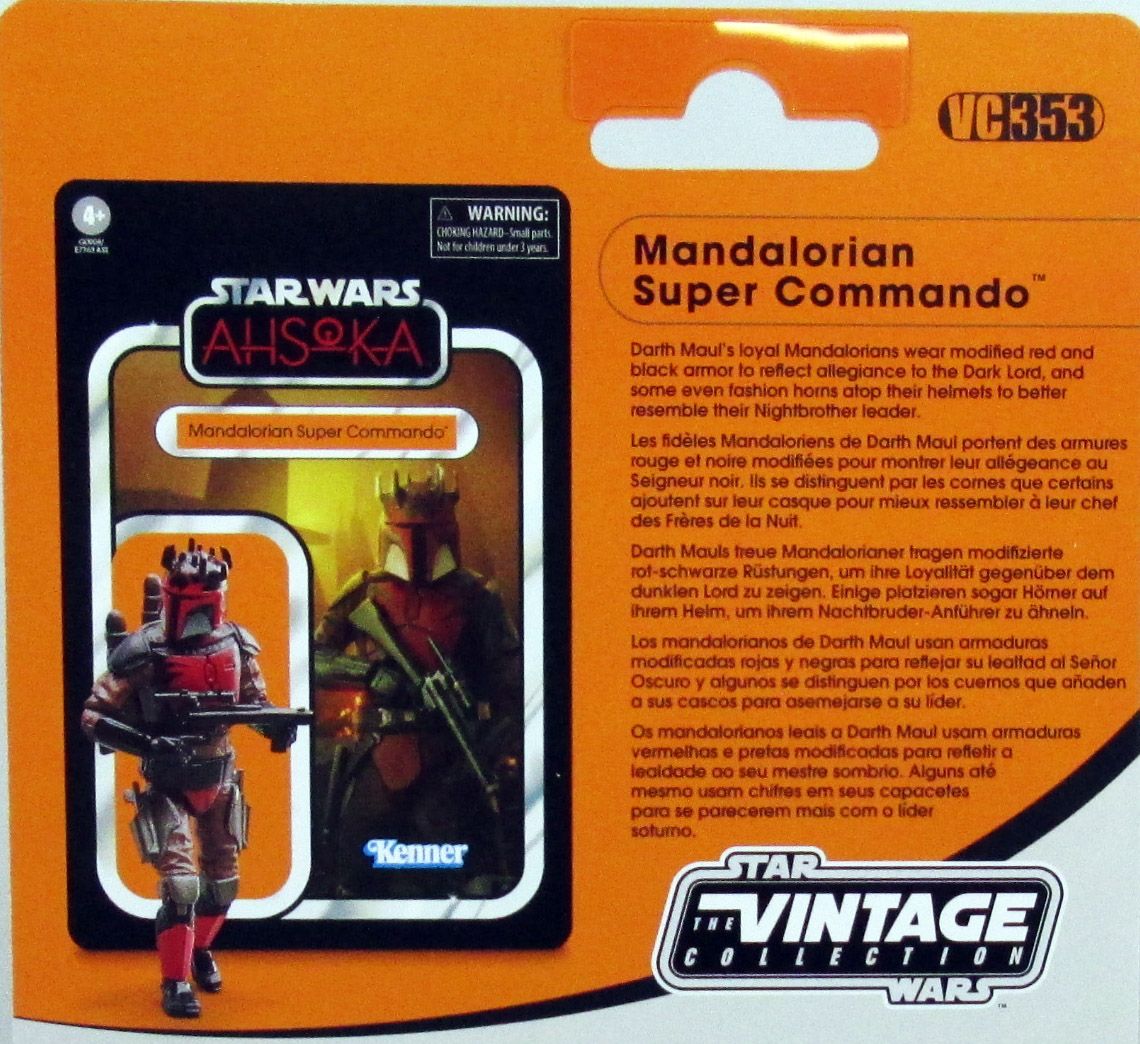 VC353
4+
G0008/
E7763 ASST
WARNING:
CHOKING HAZARD–Small parts.
Not for children under 3 years.
STAR WARS
AHSOKA
Mandalorian Super Commando™
Kenner
Mandalorian
Super Commando™
Darth Maul's loyal Mandalorians wear modified red and
black armor to reflect allegiance to the Dark Lord, and
some even fashion horns atop their helmets to better
resemble their Nightbrother leader.
Les fidèles Mandaloriens de Darth Maul portent des armures
rouge et noire modifiées pour montrer leur allégeance au
Seigneur noir. Ils se distinguent par les cornes que certains
ajoutent sur leur casque pour mieux ressembler à leur chef
des Frères de la Nuit.
Darth Mauls treue Mandalorianer tragen modifizierte
rot-schwarze Rüstungen, um ihre Loyalität gegenüber dem
dunklen Lord zu zeigen. Einige platzieren sogar Hörner auf
ihrem Helm, um ihrem Nachtbruder-Anführer zu ähneln.
Los mandalorianos de Darth Maul usan armaduras
modificadas rojas y negras para reflejar su lealtad al Señor
Oscuro y algunos se distinguen por los cuernos que añaden
a sus cascos para asemejarse a su líder.
Os mandalorianos leais a Darth Maul usam armaduras
vermelhas e pretas modificadas para refletir a
lealdade ao seu mestre sombrio. Alguns até
mesmo usam chifres em seus capacetes
para se parecerem mais com o líder
soturno.
STAR
THE VINTAGE
COLLECTION
WARS™